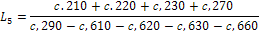 L₅ = c.210 + c.220 + c,230 + c,270
c,290 − c,610 − c,620 − c,630 − c,660